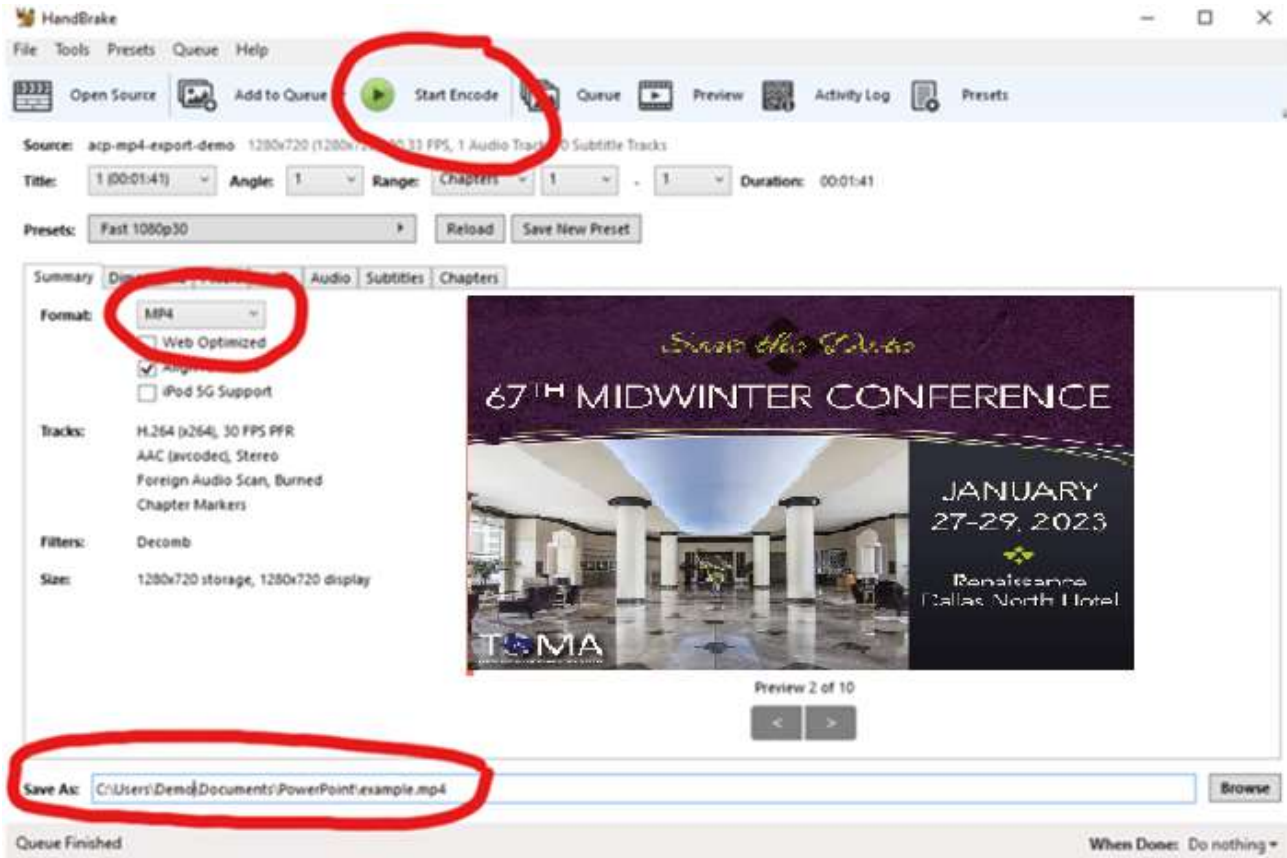 HandBrake
File Tools Presets Queue Help
Open Source Add to Queue Start Encode Queue Preview Activity Log Presets
Source: acp-mp4-export-demo 1280x720 FPS, 1 Audio Track 0 Subtitle Tracks
Title: 1 (00:01:41) Angle: 1 Range: Chapters 1 - 1 Duration: 00:01:41
Presets: Fast 1080p30 Reload Save New Preset
Summary Audio Subtitles Chapters
Format: MP4
Web Optimized
iPod 5G Support
Tracks: H.264 (x264), 30 FPS PFR
AAC (avcodec), Stereo
Foreign Audio Scan, Burned
Chapter Markers
Filters: Decomb
Size: 1280x720 storage, 1280x720 display
Save the Date
67TH MIDWINTER CONFERENCE
JANUARY
27-29, 2023
Renaissance
Dallas North Hotel
TOMA
Preview 2 of 10
< >
Save As: C:\Users\Demo\Documents\PowerPoint\example.mp4 Browse
Queue Finished When Done: Do nothing